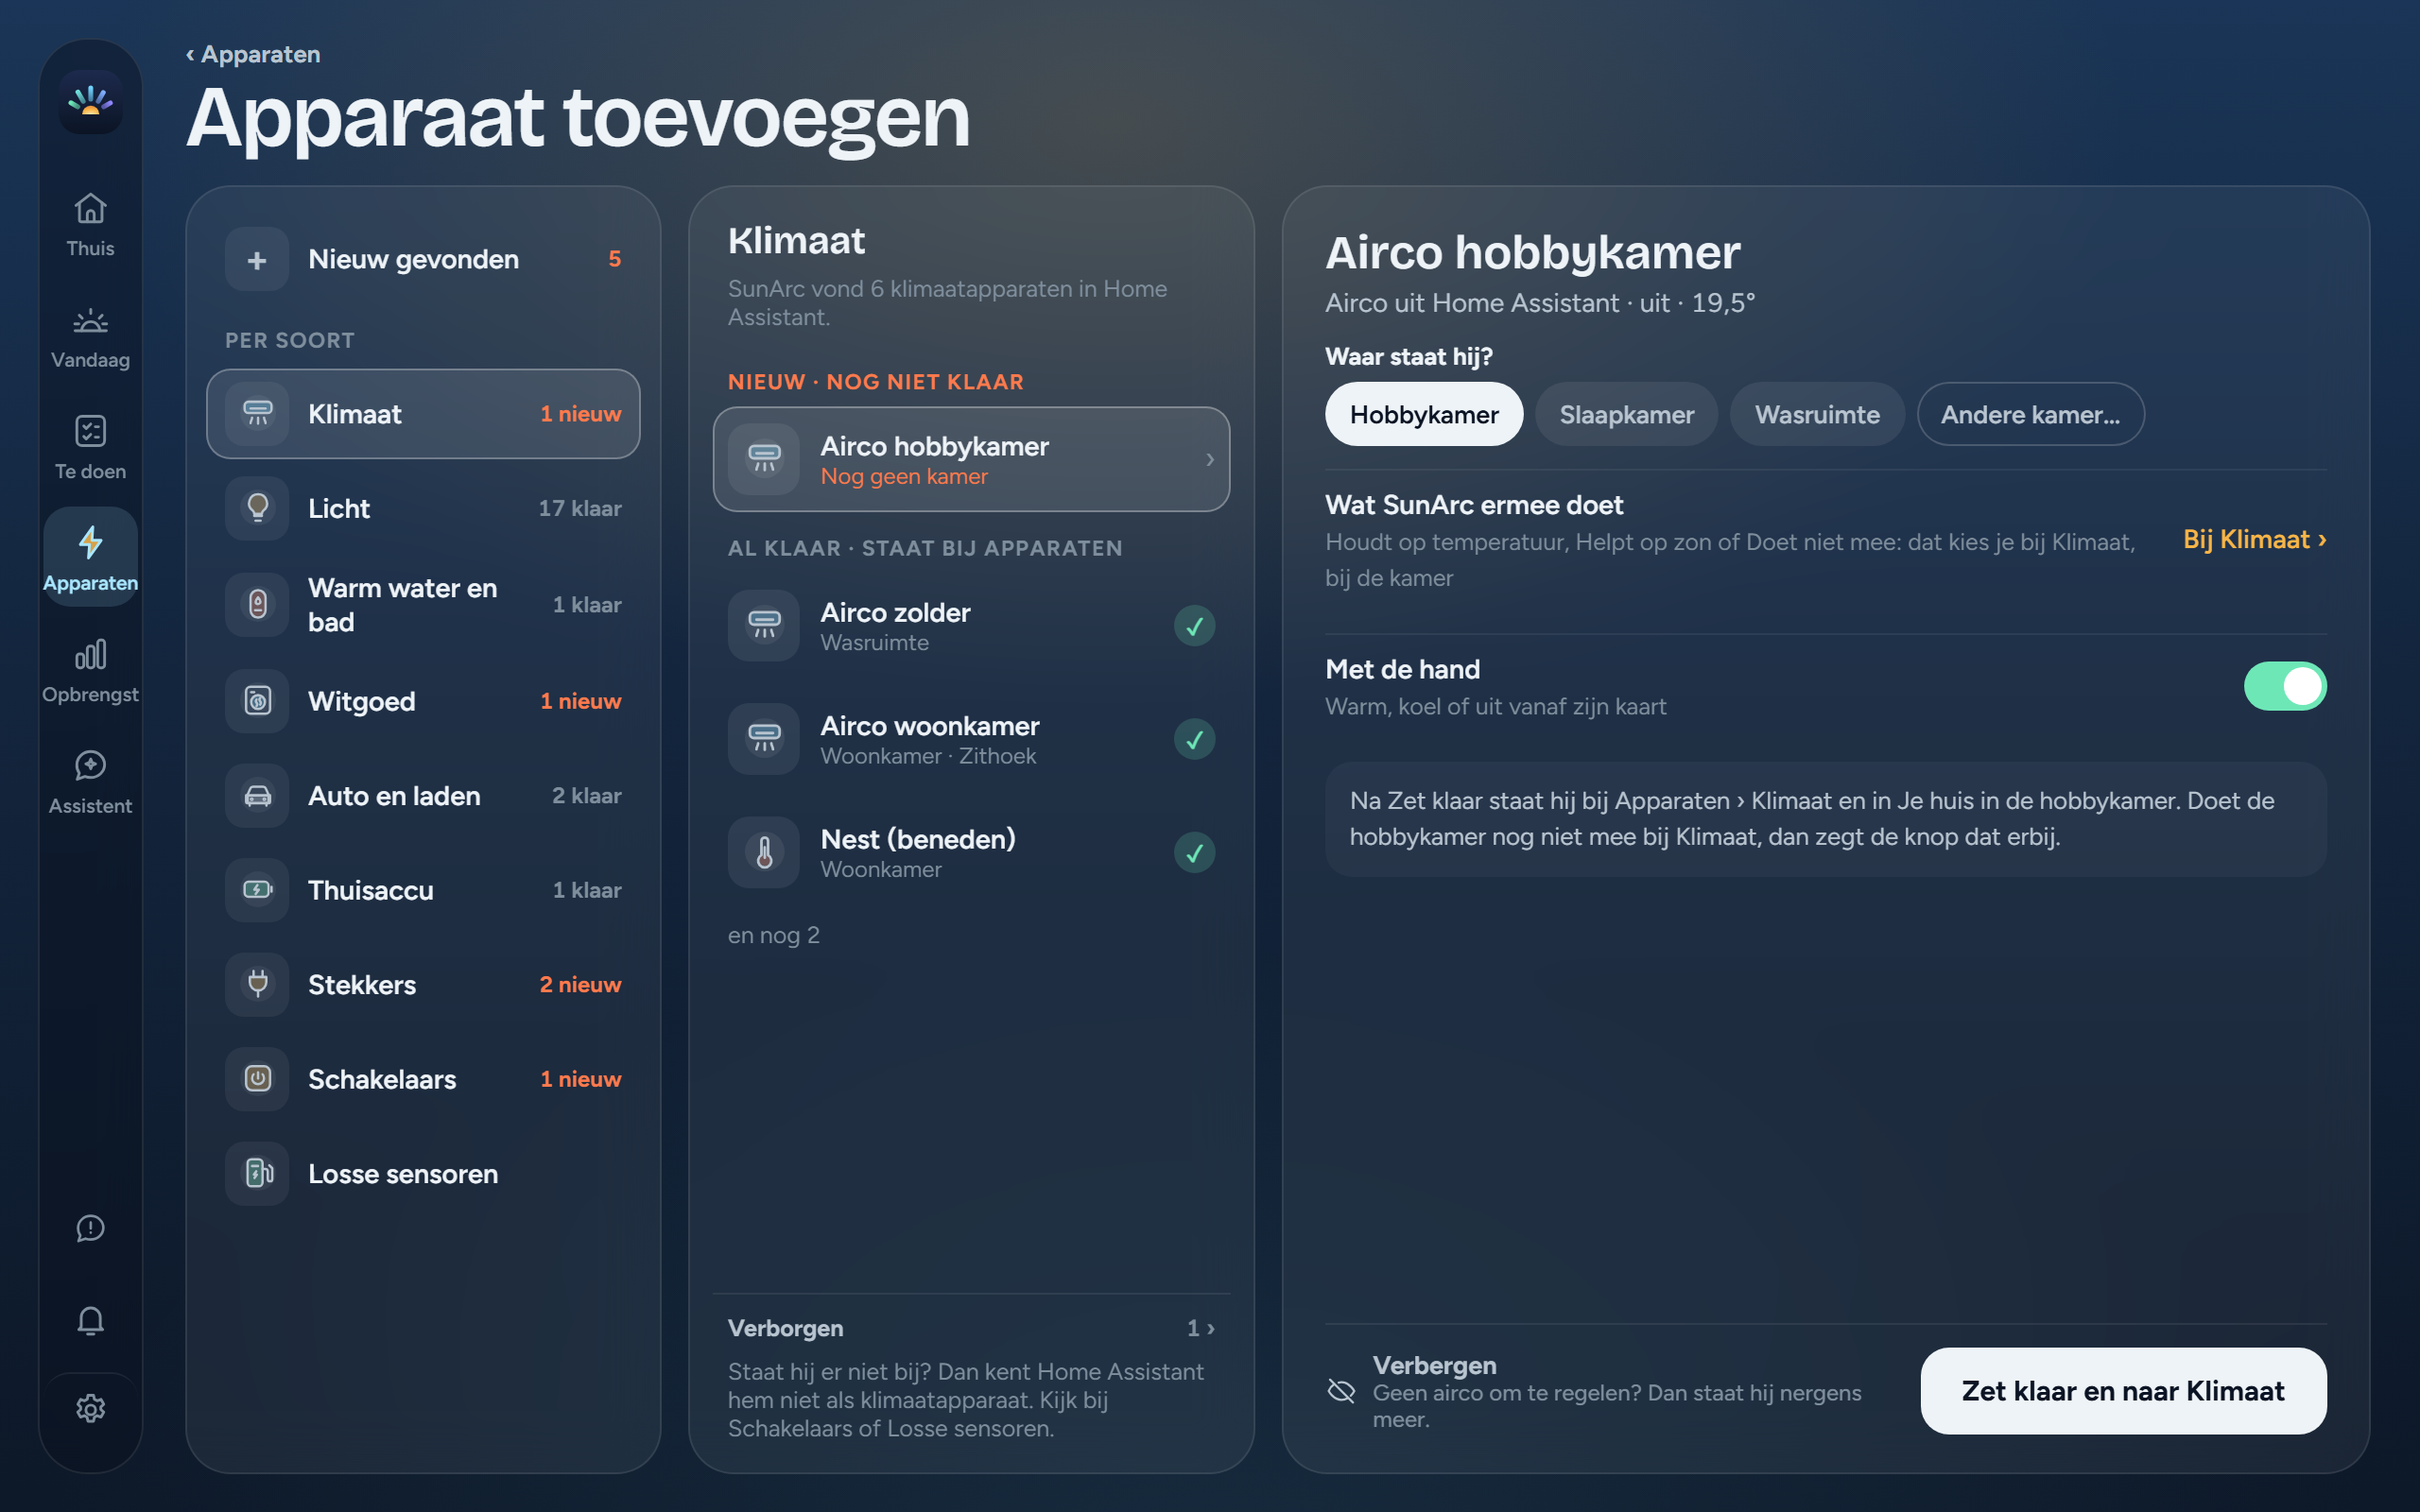 ‹ Apparaten
Apparaat toevoegen
Thuis
Vandaag
Te doen
Apparaten
Opbrengst
Assistent
+ Nieuw gevonden 5
PER SOORT
Klimaat 1 nieuw
Licht 17 klaar
Warm water en
bad 1 klaar
Witgoed 1 nieuw
Auto en laden 2 klaar
Thuisaccu 1 klaar
Stekkers 2 nieuw
Schakelaars 1 nieuw
Losse sensoren
Klimaat
SunArc vond 6 klimaatapparaten in Home
Assistant.
NIEUW · NOG NIET KLAAR
Airco hobbykamer ›
Nog geen kamer
AL KLAAR · STAAT BIJ APPARATEN
Airco zolder
Wasruimte
Airco woonkamer
Woonkamer · Zithoek
Nest (beneden)
Woonkamer
en nog 2
Verborgen 1 ›
Staat hij er niet bij? Dan kent Home Assistant
hem niet als klimaatapparaat. Kijk bij
Schakelaars of Losse sensoren.
Airco hobbykamer
Airco uit Home Assistant · uit · 19,5°
Waar staat hij?
Hobbykamer Slaapkamer Wasruimte Andere kamer...
Wat SunArc ermee doet
Houdt op temperatuur, Helpt op zon of Doet niet mee: dat kies je bij Klimaat,
bij de kamer
Bij Klimaat ›
Met de hand
Warm, koel of uit vanaf zijn kaart
Na Zet klaar staat hij bij Apparaten › Klimaat en in Je huis in de hobbykamer. Doet de
hobbykamer nog niet mee bij Klimaat, dan zegt de knop dat erbij.
Verbergen
Geen airco om te regelen? Dan staat hij nergens
meer.
Zet klaar en naar Klimaat